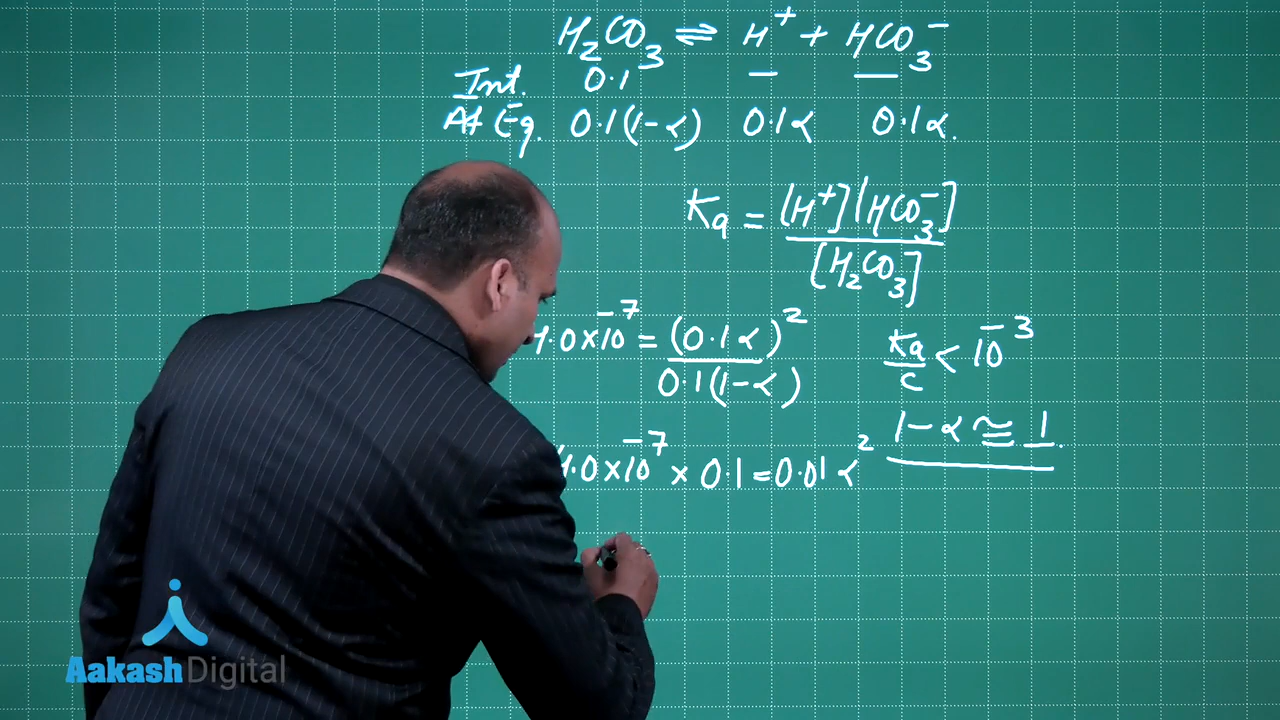 H₂CO₃ ⇌ H⁺ + HCO₃⁻
Int. 0.1 — —
At Eq. 0.1(1-α) 0.1α 0.1α.
Ka = [H⁺][HCO₃⁻] / [H₂CO₃]
4.0×10⁻⁷ = (0.1α)² / 0.1(1-α)
Ka/C < 10⁻³
1-α ≅ 1.
4.0×10⁻⁷ × 0.1 = 0.01α²
Aakash Digital